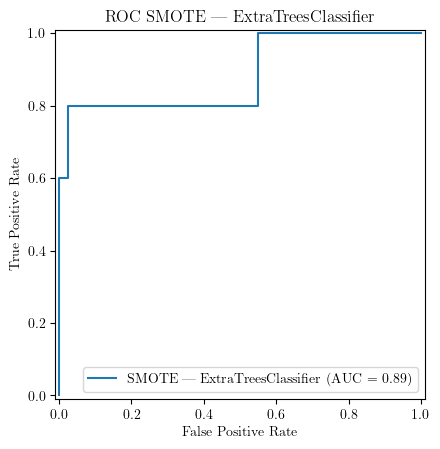 ROC SMOTE — ExtraTreesClassifier
1.0
0.8
0.6
0.4
0.2
0.0
True Positive Rate
SMOTE — ExtraTreesClassifier (AUC = 0.89)
0.0 0.2 0.4 0.6 0.8 1.0
False Positive Rate